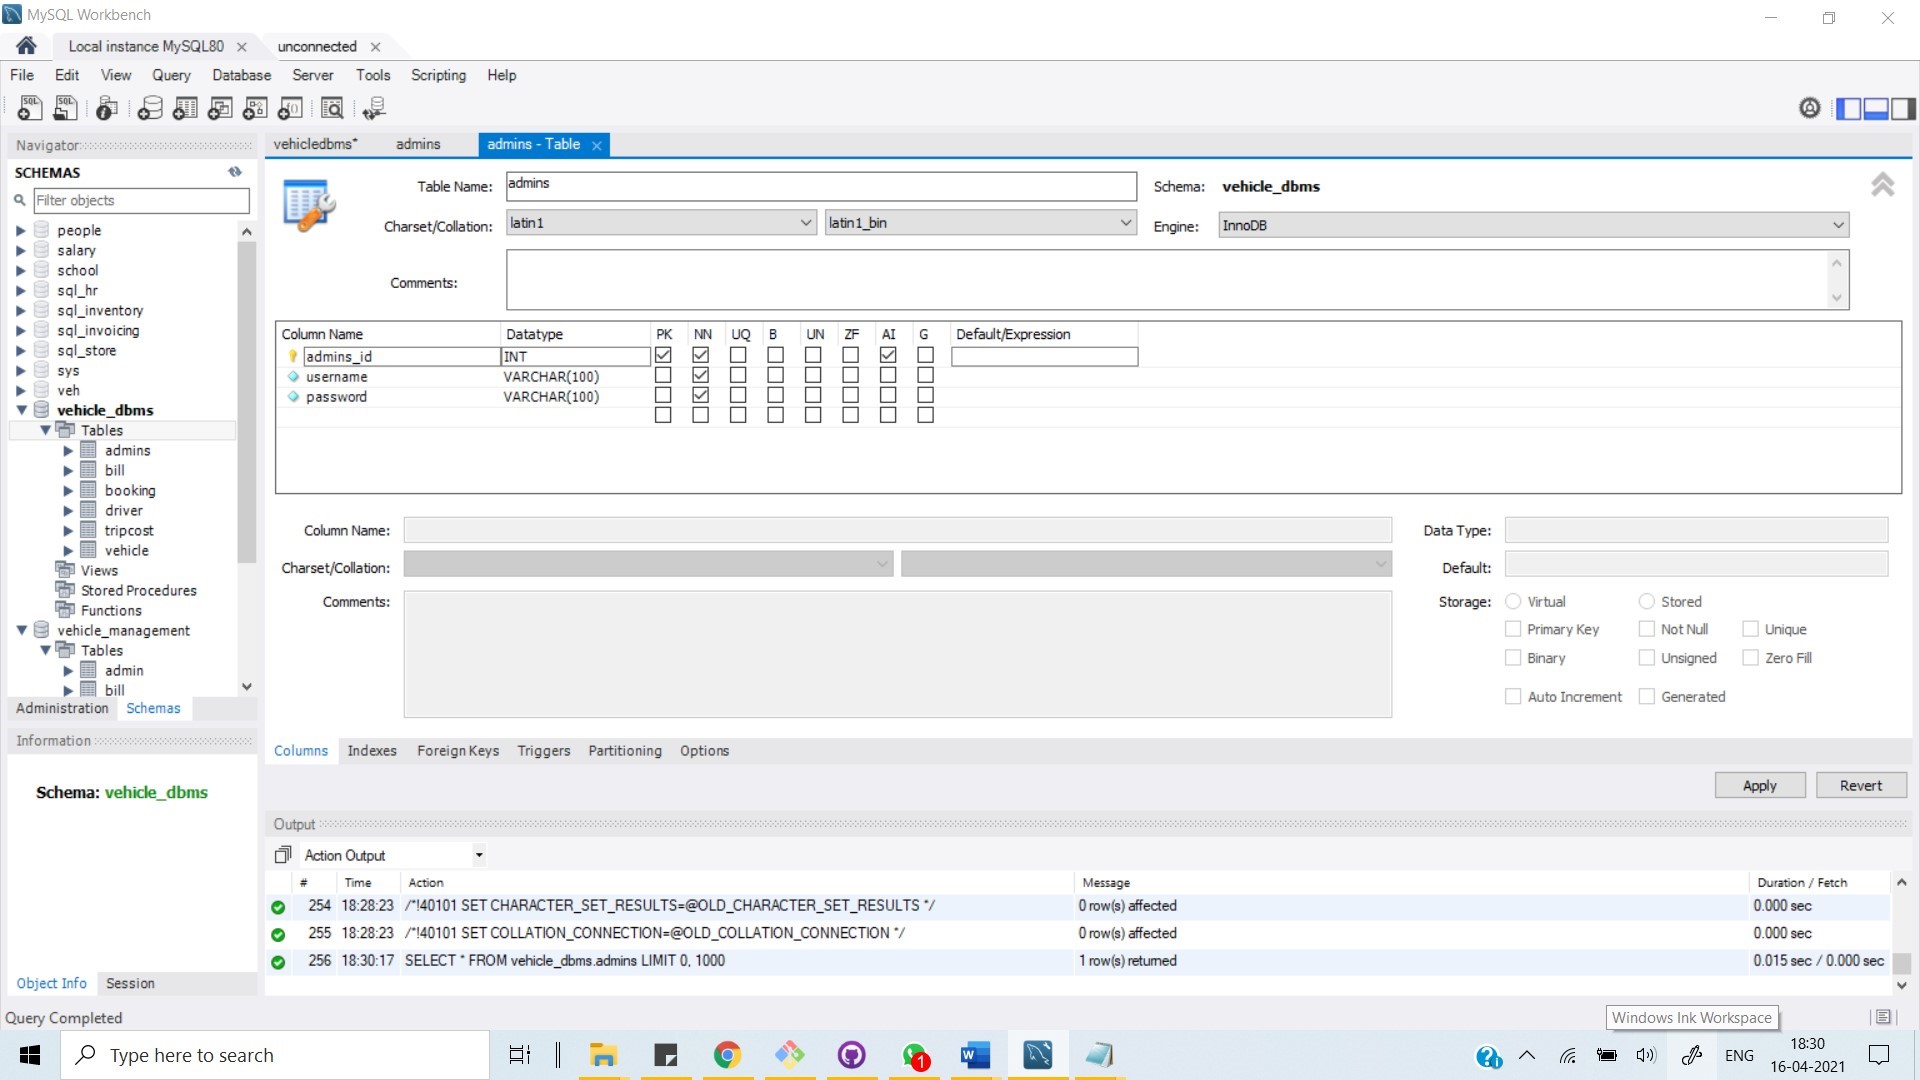 MySQL Workbench
Local instance MySQL80
unconnected
File Edit View Query Database Server Tools Scripting Help
Navigator
SCHEMAS
Filter objects
people
salary
school
sql_hr
sql_inventory
sql_invoicing
sql_store
sys
veh
vehicle_dbms
Tables
admins
bill
booking
driver
tripcost
vehicle
Views
Stored Procedures
Functions
vehicle_management
Tables
admin
bill
Administration Schemas
Information
Schema: vehicle_dbms
Object Info Session
vehicledbms* admins admins - Table
Table Name: admins Schema: vehicle_dbms
Charset/Collation: latin1 latin1_bin Engine: InnoDB
Comments:
Column Name Datatype PK NN UQ B UN ZF AI G Default/Expression
admins_id INT
username VARCHAR(100)
password VARCHAR(100)
Column Name: Data Type:
Charset/Collation: Default:
Comments: Storage: Virtual Stored
Primary Key Not Null Unique
Binary Unsigned Zero Fill
Auto Increment Generated
Columns Indexes Foreign Keys Triggers Partitioning Options
Apply Revert
Output
Action Output
# Time Action Message Duration / Fetch
254 18:28:23 /*!40101 SET CHARACTER_SET_RESULTS=@OLD_CHARACTER_SET_RESULTS */ 0 row(s) affected 0.000 sec
255 18:28:23 /*!40101 SET COLLATION_CONNECTION=@OLD_COLLATION_CONNECTION */ 0 row(s) affected 0.000 sec
256 18:30:17 SELECT * FROM vehicle_dbms.admins LIMIT 0, 1000 1 row(s) returned 0.015 sec / 0.000 sec
Query Completed
Windows Ink Workspace
Type here to search
1
W
ENG
18:30
16-04-2021